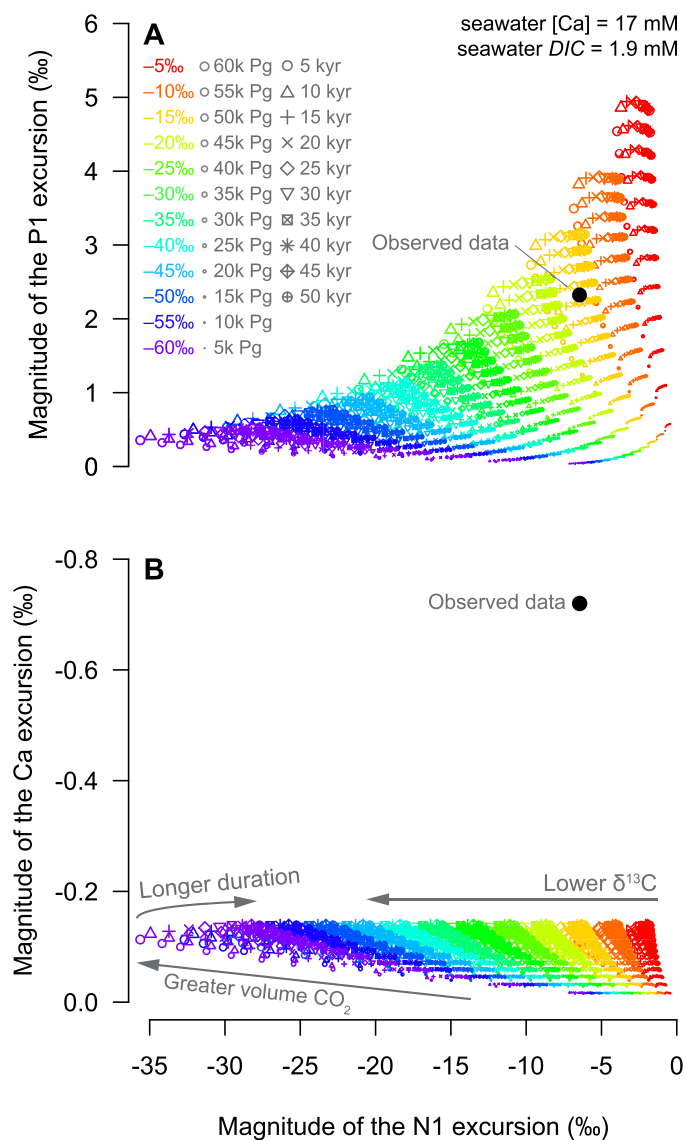 seawater [Ca] = 17 mM
seawater DIC = 1.9 mM
A
6
5
4
3
2
1
0
Magnitude of the P1 excursion (‰)
–5‰ 60k Pg 5 kyr
–10‰ 55k Pg 10 kyr
–15‰ 50k Pg 15 kyr
–20‰ 45k Pg 20 kyr
–25‰ 40k Pg 25 kyr
–30‰ 35k Pg 30 kyr
–35‰ 30k Pg 35 kyr
–40‰ 25k Pg 40 kyr
–45‰ 20k Pg 45 kyr
–50‰ 15k Pg 50 kyr
–55‰ 10k Pg
–60‰ 5k Pg
Observed data
B
-0.8
-0.6
-0.4
-0.2
0.0
Magnitude of the Ca excursion (‰)
Observed data
Longer duration
Lower δ¹³C
Greater volume CO₂
-35 -30 -25 -20 -15 -10 -5 0
Magnitude of the N1 excursion (‰)